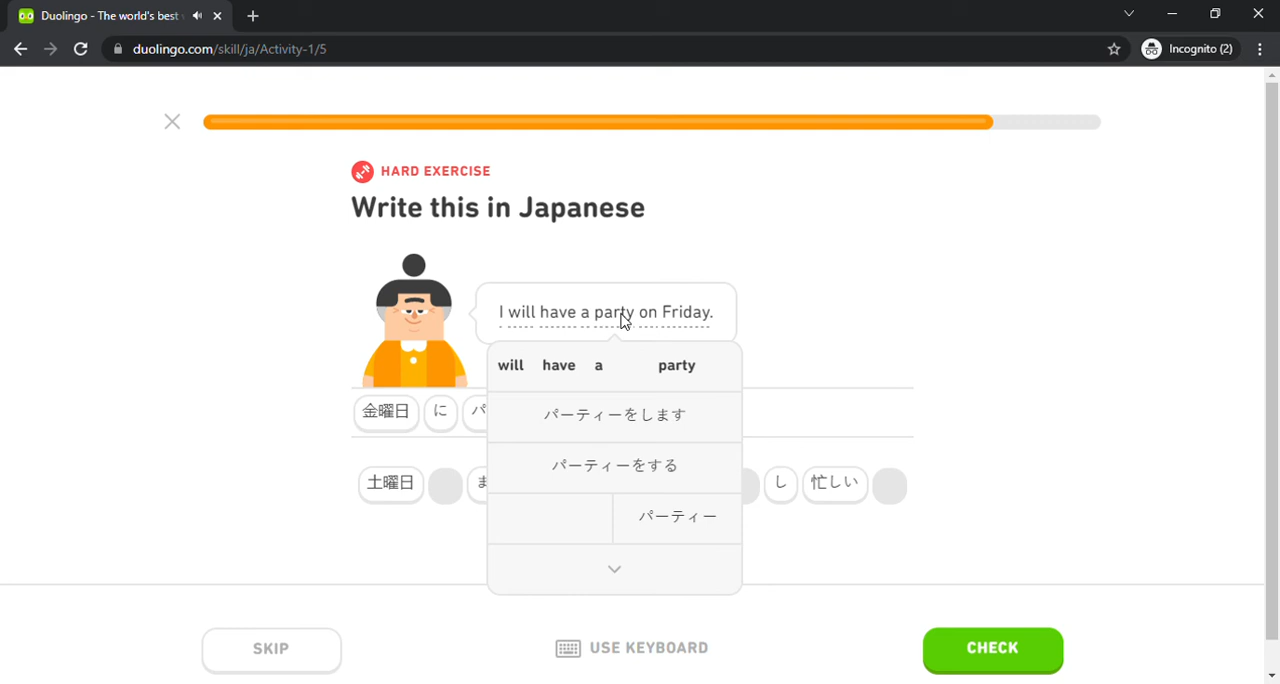 Duolingo - The world's best
duolingo.com/skill/ja/Activity-1/5
Incognito (2)
HARD EXERCISE
Write this in Japanese
I will have a party on Friday.
will have a party
パーティーをします
パーティーをする
パーティー
金曜日 に パ
土曜日 ま し 忙しい
SKIP
USE KEYBOARD
CHECK